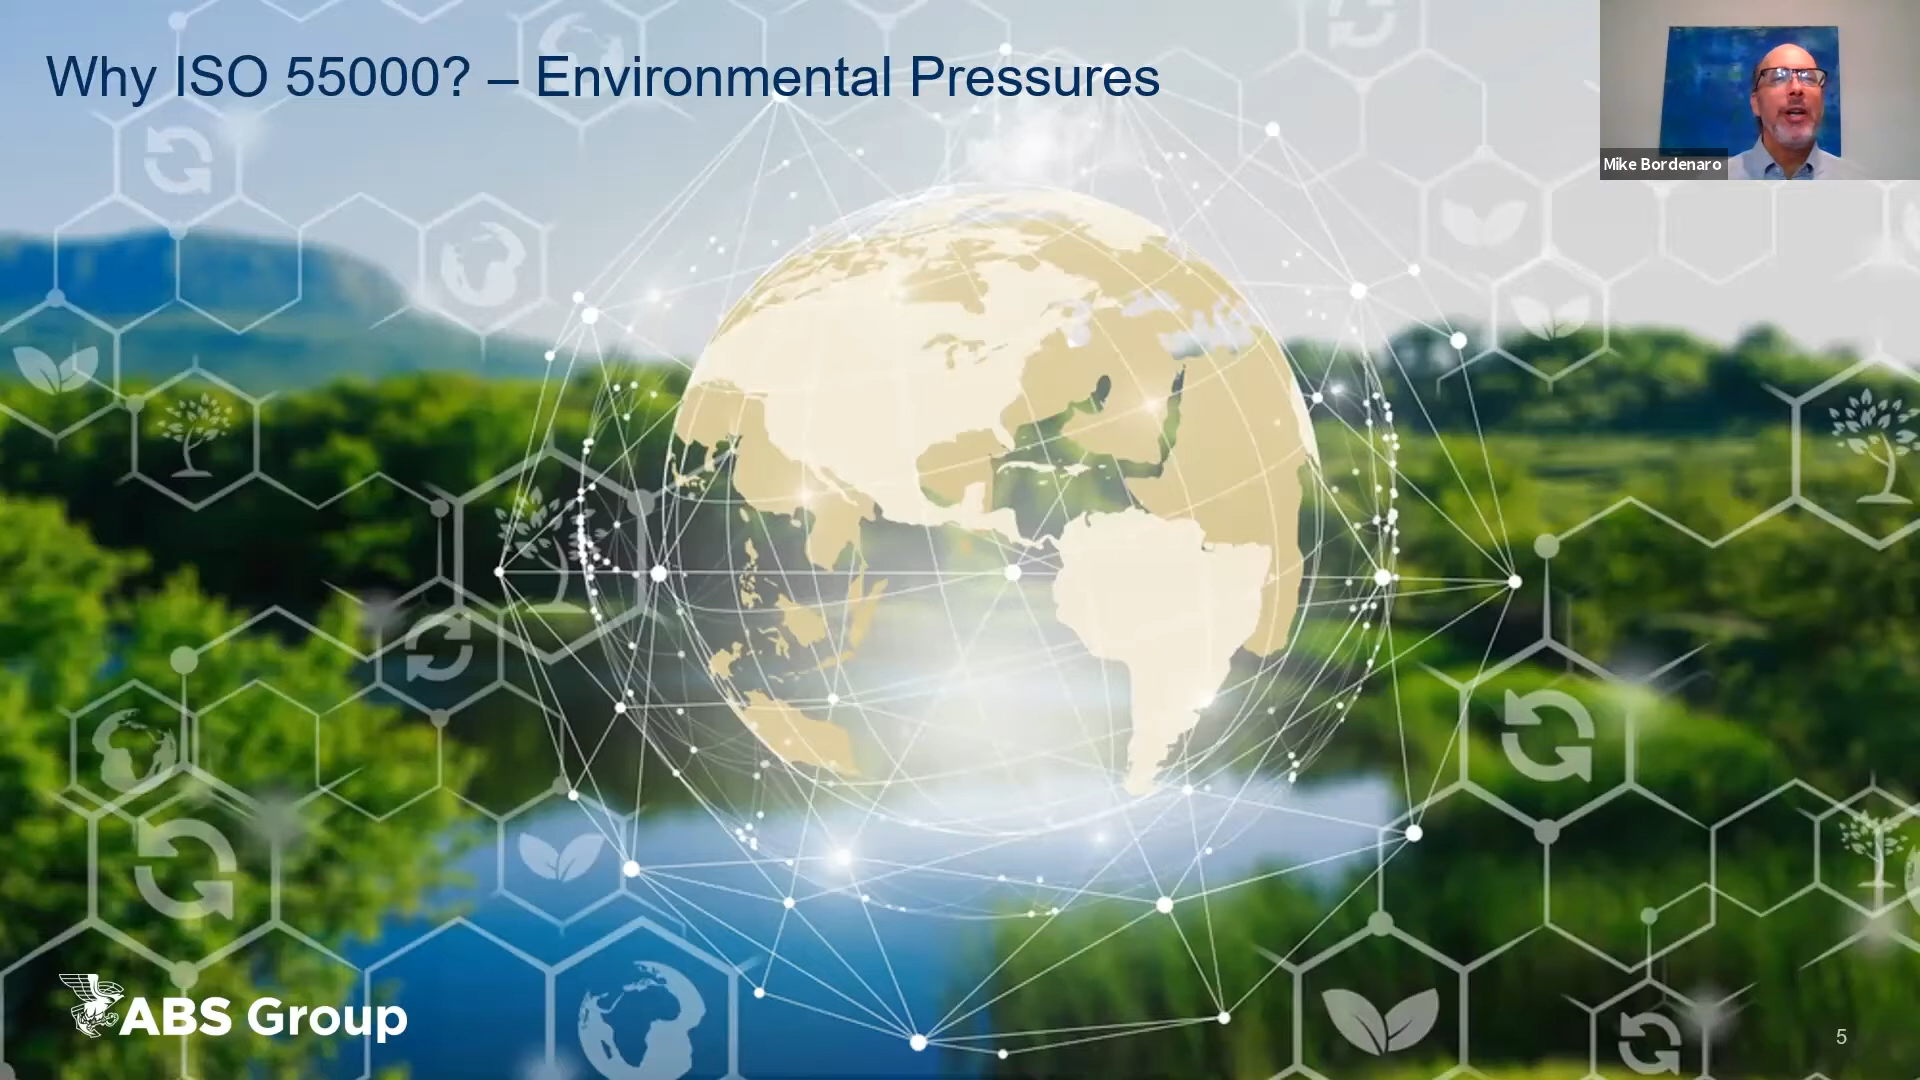 Why ISO 55000? – Environmental Pressures
Mike Bordenaro
ABS Group
5